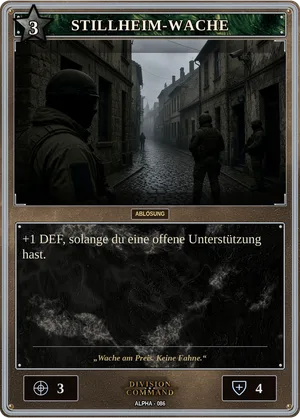 3
STILLHEIM-WACHE
ABLÖSUNG
+1 DEF, solange du eine offene Unterstützung
hast.
„Wache am Preis. Keine Fahne.“
3
DIVISION
COMMAND
4
ALPHA - 086